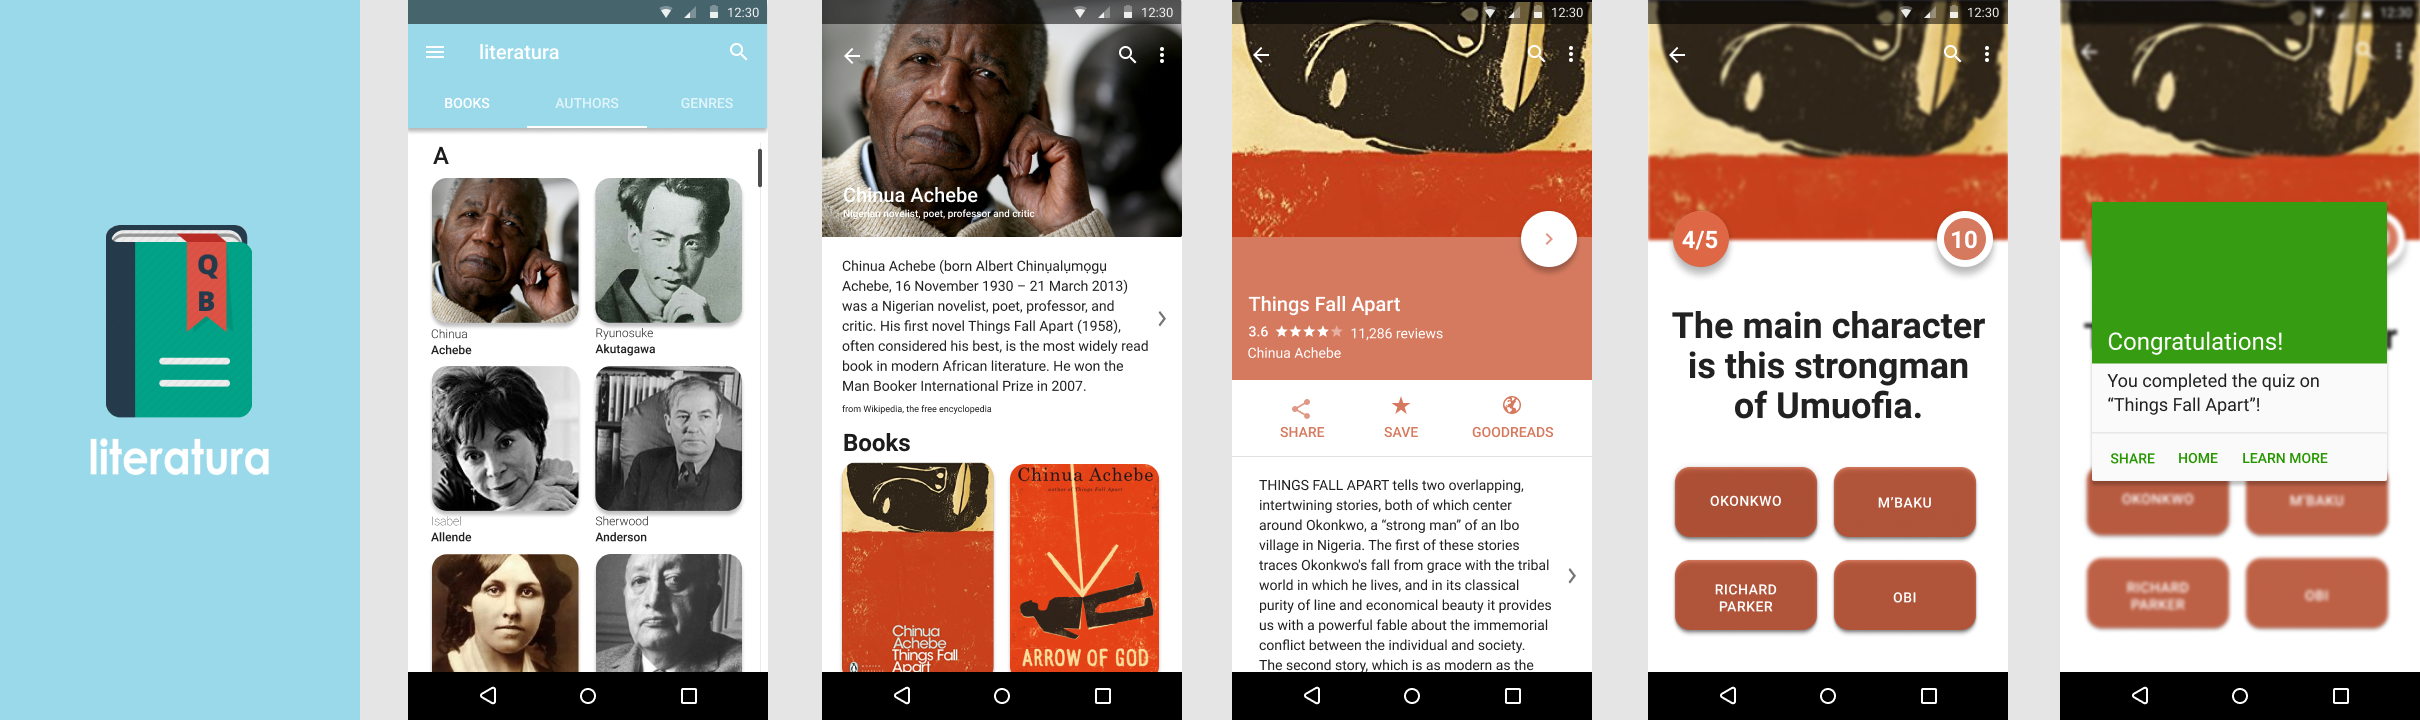 Q
B
literatura
12:30
literatura
BOOKS
AUTHORS
GENRES
A
Chinua
Achebe
Ryunosuke
Akutagawa
Isabel
Allende
Sherwood
Anderson
12:30
Chinua Achebe
Nigerian novelist, poet, professor and critic
Chinua Achebe (born Albert Chinụalụmọgụ
Achebe, 16 November 1930 – 21 March 2013)
was a Nigerian novelist, poet, professor, and
critic. His first novel Things Fall Apart (1958),
often considered his best, is the most widely read
book in modern African literature. He won the
Man Booker International Prize in 2007.
from Wikipedia, the free encyclopedia
Books
Chinua
Achebe
Things Fall
Apart
Chinua Achebe
author of Things Fall Apart
ARROW OF GOD
12:30
Things Fall Apart
3.6 ★★★★★ 11,286 reviews
Chinua Achebe
SHARE
SAVE
GOODREADS
THINGS FALL APART tells two overlapping,
intertwining stories, both of which center
around Okonkwo, a “strong man” of an Ibo
village in Nigeria. The first of these stories
traces Okonkwo's fall from grace with the tribal
world in which he lives, and in its classical
purity of line and economical beauty it provides
us with a powerful fable about the immemorial
conflict between the individual and society.
The second story, which is as modern as the
12:30
4/5
10
The main character
is this strongman
of Umuofia.
OKONKWO
M’BAKU
RICHARD
PARKER
OBI
12:30
Congratulations!
You completed the quiz on
“Things Fall Apart”!
SHARE
HOME
LEARN MORE
OKONKWO
M’BAKU
RICHARD
PARKER
OBI